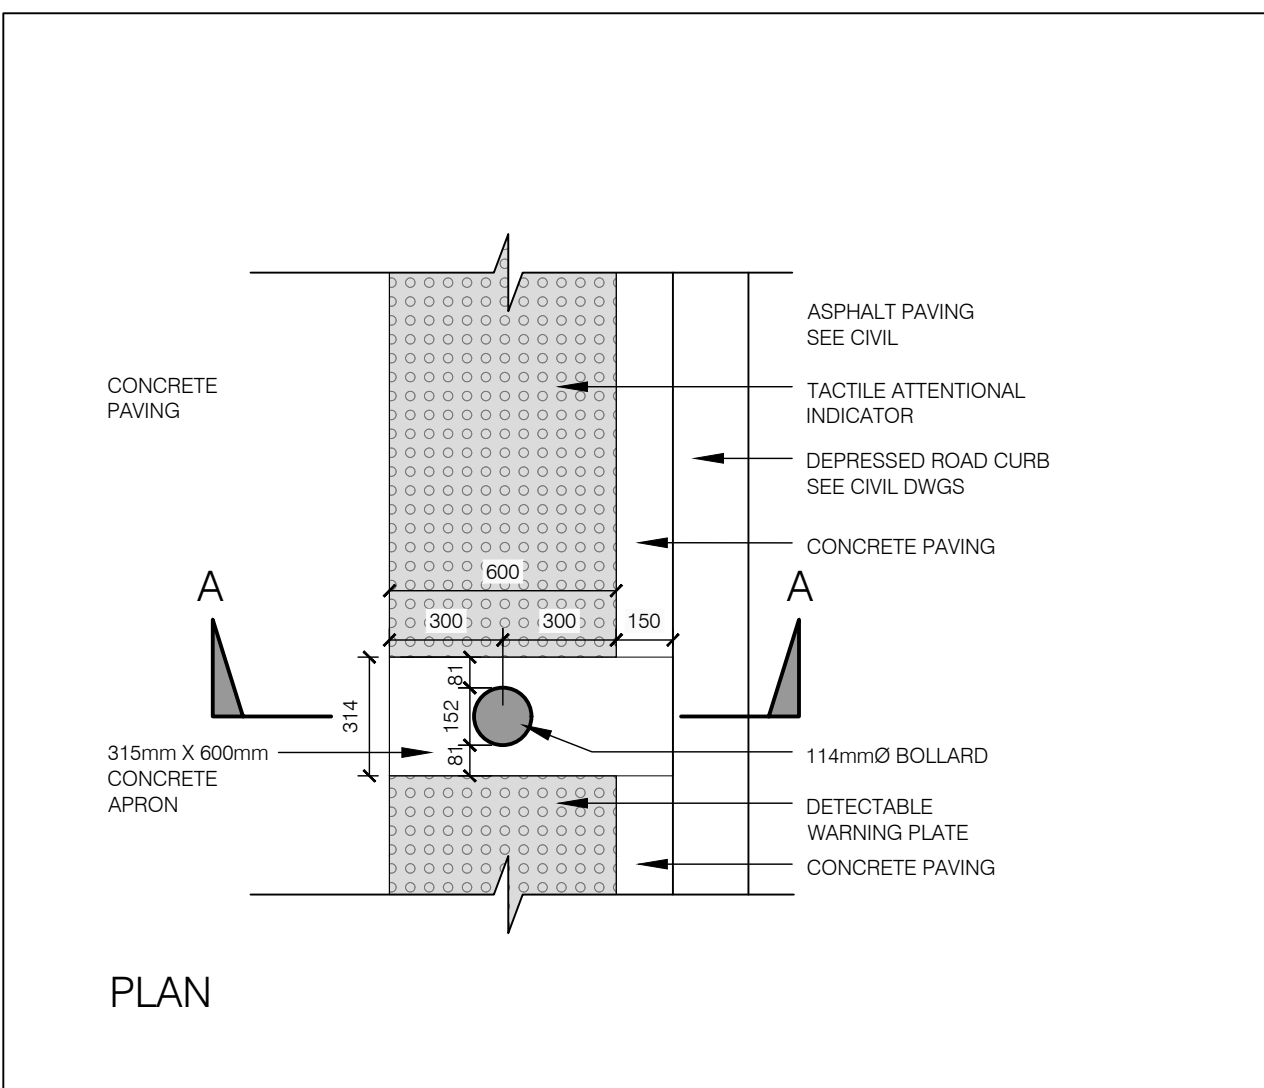 ASPHALT PAVING
SEE CIVIL
CONCRETE
PAVING
TACTILE ATTENTIONAL
INDICATOR
DEPRESSED ROAD CURB
SEE CIVIL DWGS
CONCRETE PAVING
600
A
A
300
300
150
81
314
152
81
315mm X 600mm
CONCRETE
APRON
114mmØ BOLLARD
DETECTABLE
WARNING PLATE
CONCRETE PAVING
PLAN